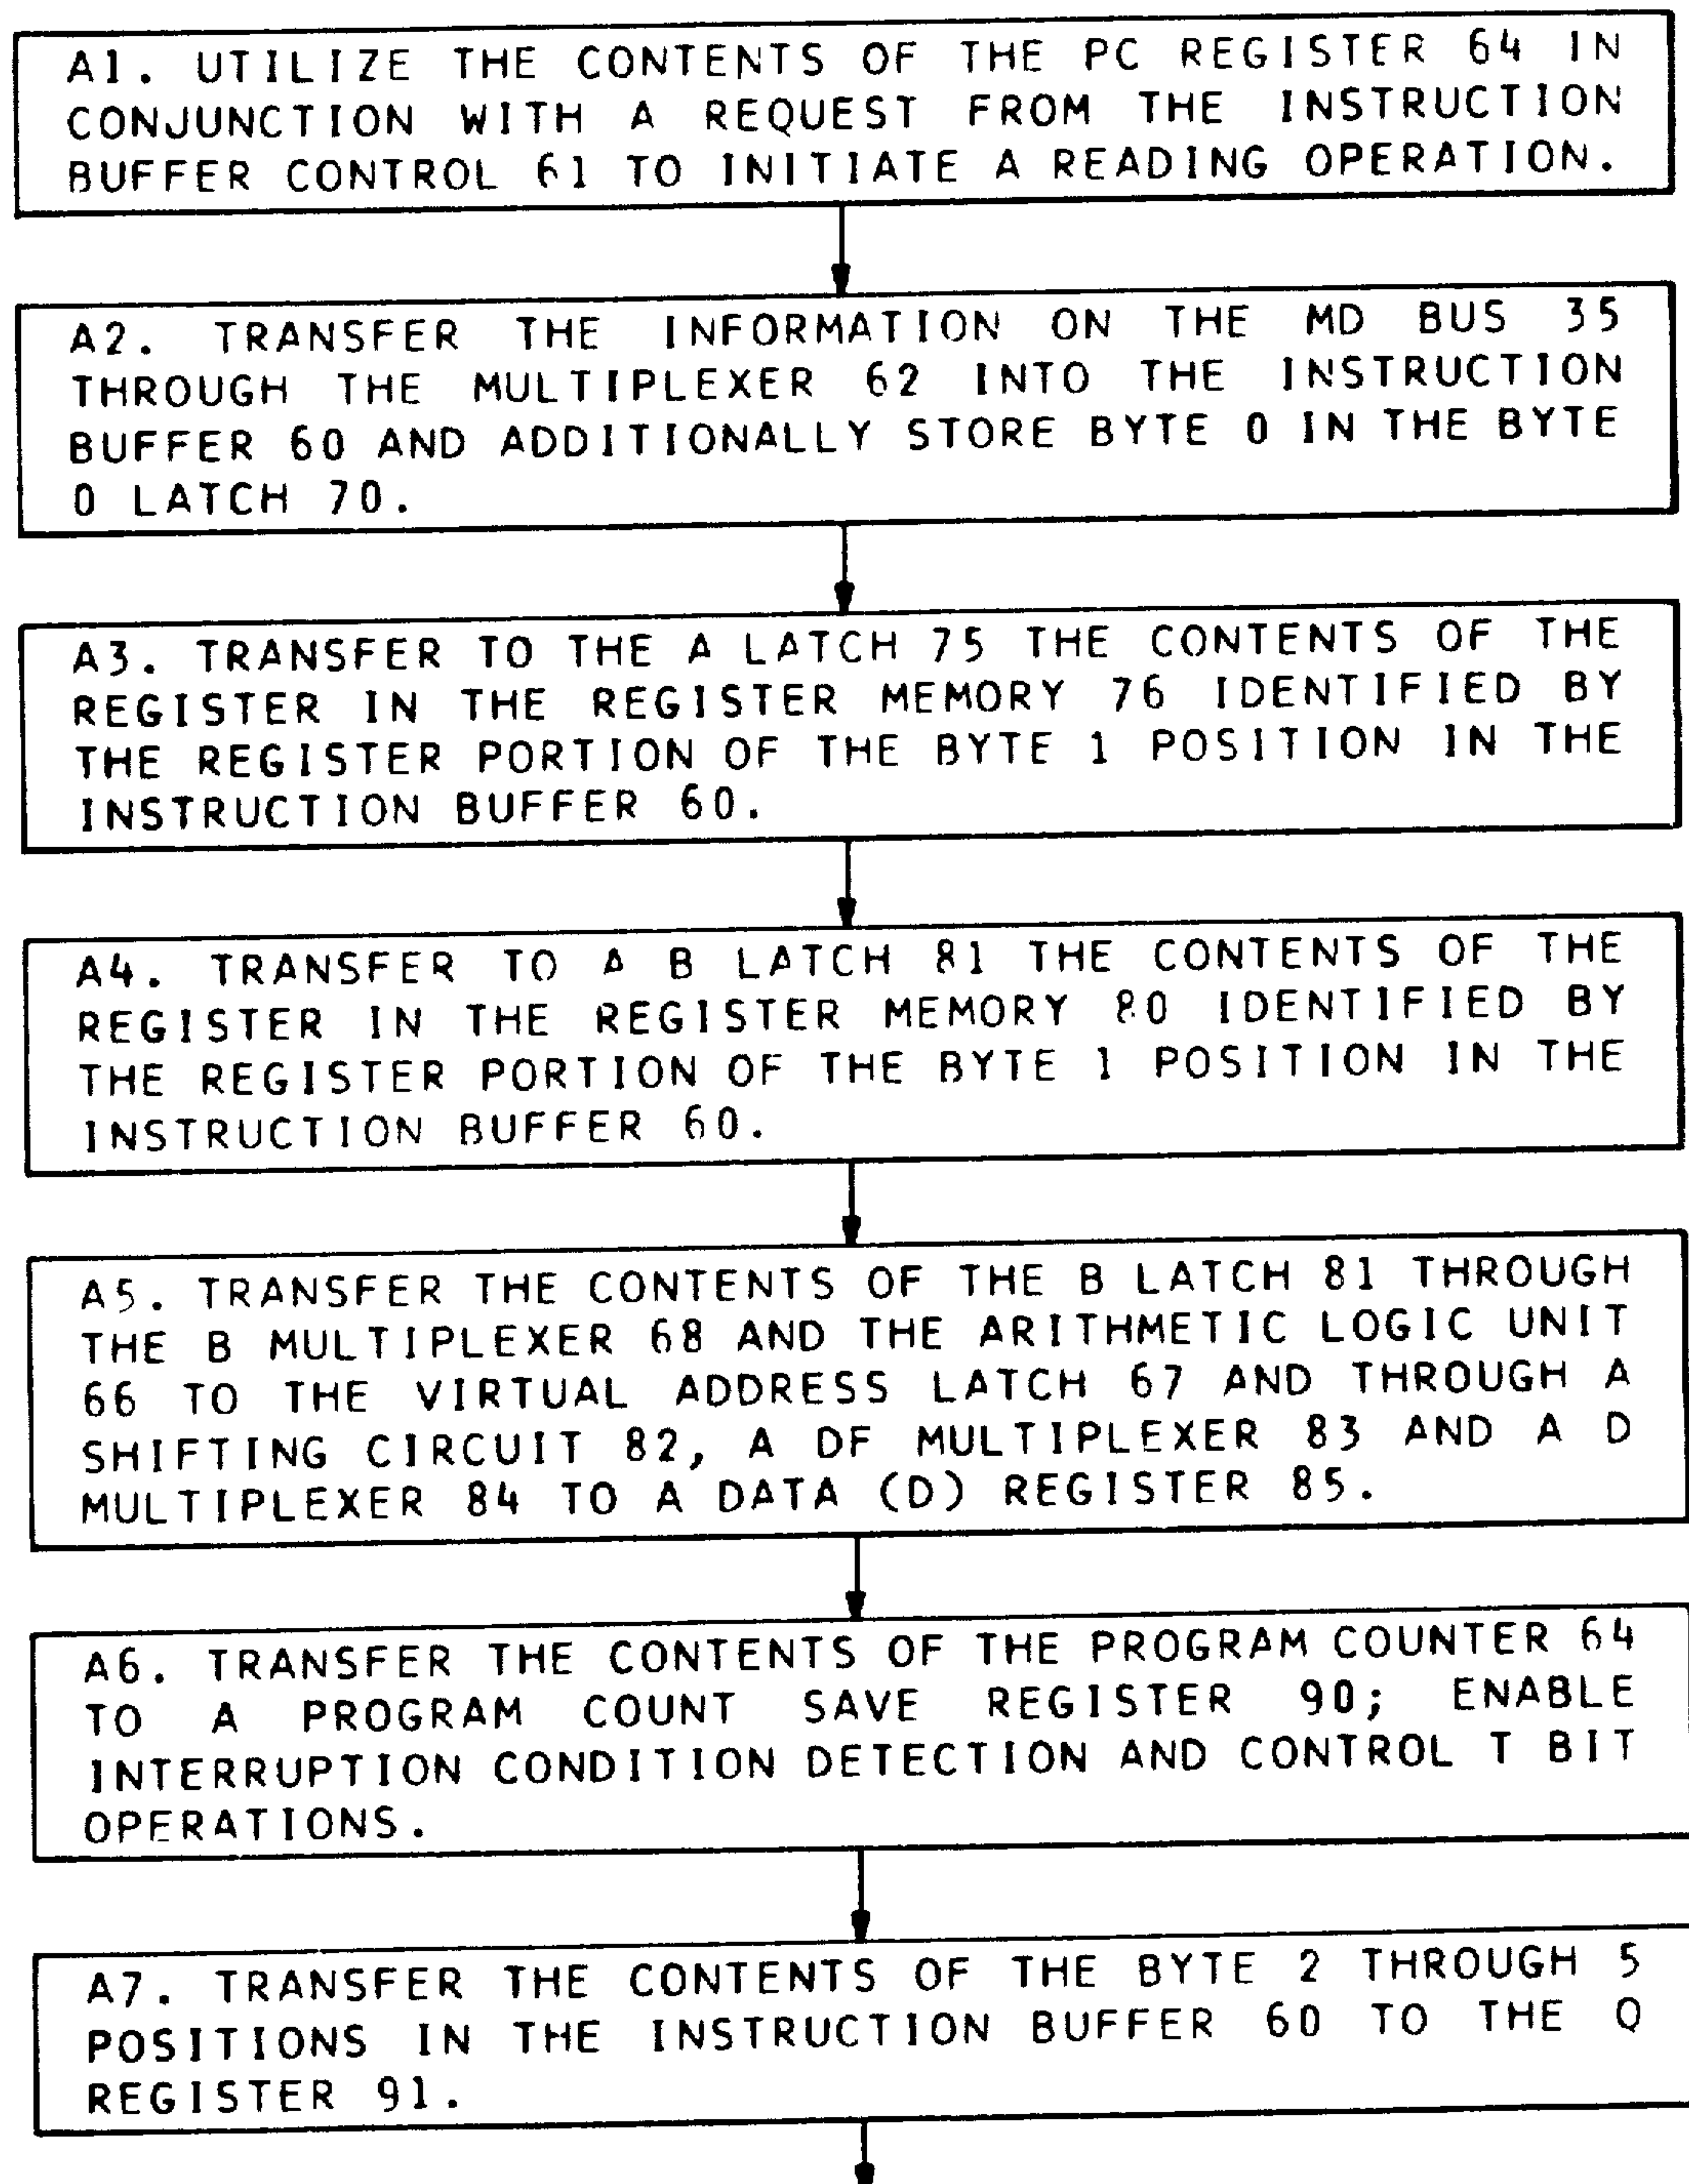 A1. UTILIZE THE CONTENTS OF THE PC REGISTER 64 IN
CONJUNCTION WITH A REQUEST FROM THE INSTRUCTION
BUFFER CONTROL 61 TO INITIATE A READING OPERATION.
A2. TRANSFER THE INFORMATION ON THE MD BUS 35
THROUGH THE MULTIPLEXER 62 INTO THE INSTRUCTION
BUFFER 60 AND ADDITIONALLY STORE BYTE 0 IN THE BYTE
0 LATCH 70.
A3. TRANSFER TO THE A LATCH 75 THE CONTENTS OF THE
REGISTER IN THE REGISTER MEMORY 76 IDENTIFIED BY
THE REGISTER PORTION OF THE BYTE 1 POSITION IN THE
INSTRUCTION BUFFER 60.
A4. TRANSFER TO A B LATCH 81 THE CONTENTS OF THE
REGISTER IN THE REGISTER MEMORY 80 IDENTIFIED BY
THE REGISTER PORTION OF THE BYTE 1 POSITION IN THE
INSTRUCTION BUFFER 60.
A5. TRANSFER THE CONTENTS OF THE B LATCH 81 THROUGH
THE B MULTIPLEXER 68 AND THE ARITHMETIC LOGIC UNIT
66 TO THE VIRTUAL ADDRESS LATCH 67 AND THROUGH A
SHIFTING CIRCUIT 82, A DF MULTIPLEXER 83 AND A D
MULTIPLEXER 84 TO A DATA (D) REGISTER 85.
A6. TRANSFER THE CONTENTS OF THE PROGRAM COUNTER 64
TO A PROGRAM COUNT SAVE REGISTER 90; ENABLE
INTERRUPTION CONDITION DETECTION AND CONTROL T BIT
OPERATIONS.
A7. TRANSFER THE CONTENTS OF THE BYTE 2 THROUGH 5
POSITIONS IN THE INSTRUCTION BUFFER 60 TO THE Q
REGISTER 91.